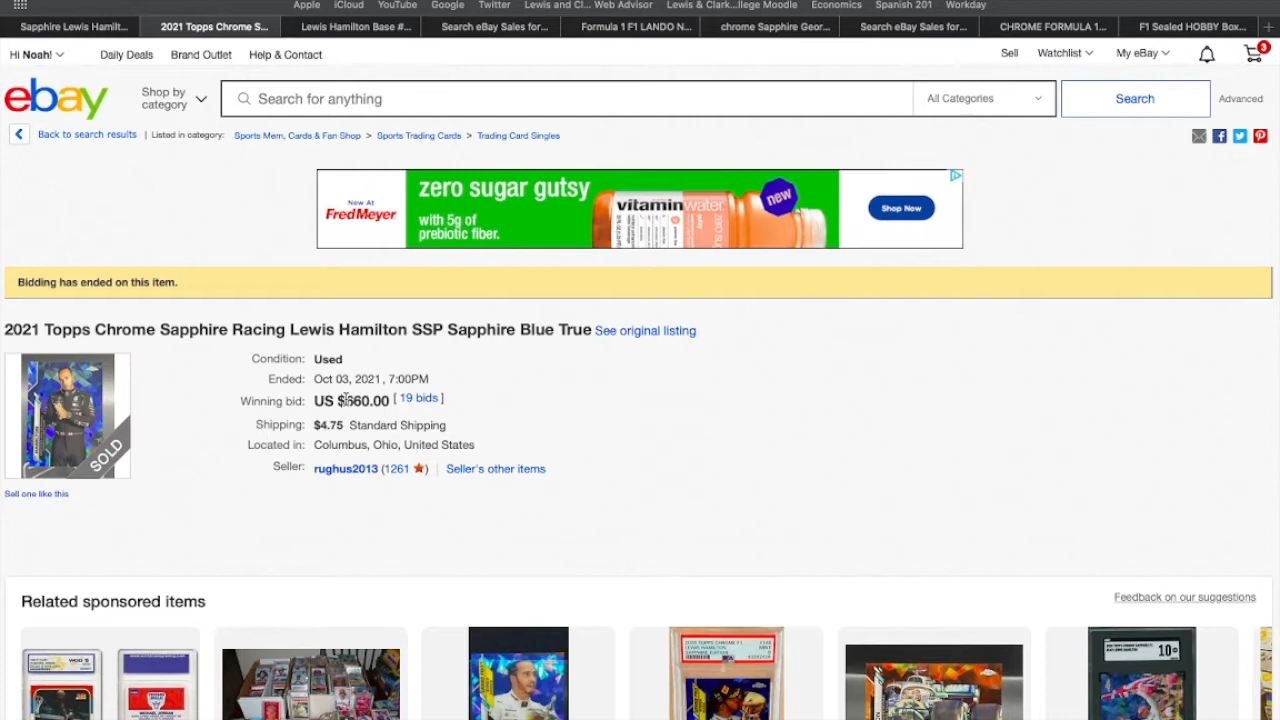 Apple iCloud YouTube Google Twitter Lewis and Cl... Web Advisor Lewis & Clark...llege Moodle Economics Spanish 201 Workday
Sapphire Lewis Hamilt... 2021 Topps Chrome S... Lewis Hamilton Base #... Search eBay Sales for... Formula 1 F1 LANDO N... chrome Sapphire Geor... Search eBay Sales for... CHROME FORMULA 1... F1 Sealed HOBBY Box...
Hi Noah! Daily Deals Brand Outlet Help & Contact Sell Watchlist My eBay 3
ebay Shop by category Search for anything All Categories Search Advanced
Back to search results | Listed in category: Sports Mem, Cards & Fan Shop > Sports Trading Cards > Trading Card Singles
New At
Fred Meyer
zero sugar gutsy
with 5g of
prebiotic fiber.
vitaminwater
new
Shop Now
Bidding has ended on this item.
2021 Topps Chrome Sapphire Racing Lewis Hamilton SSP Sapphire Blue True See original listing
SOLD
Sell one like this
Condition: Used
Ended: Oct 03, 2021 , 7:00PM
Winning bid: US $660.00 [ 19 bids ]
Shipping: $4.75 Standard Shipping
Located in: Columbus, Ohio, United States
Seller: rughus2013 (1261 ) | Seller's other items
Related sponsored items
Feedback on our suggestions
10